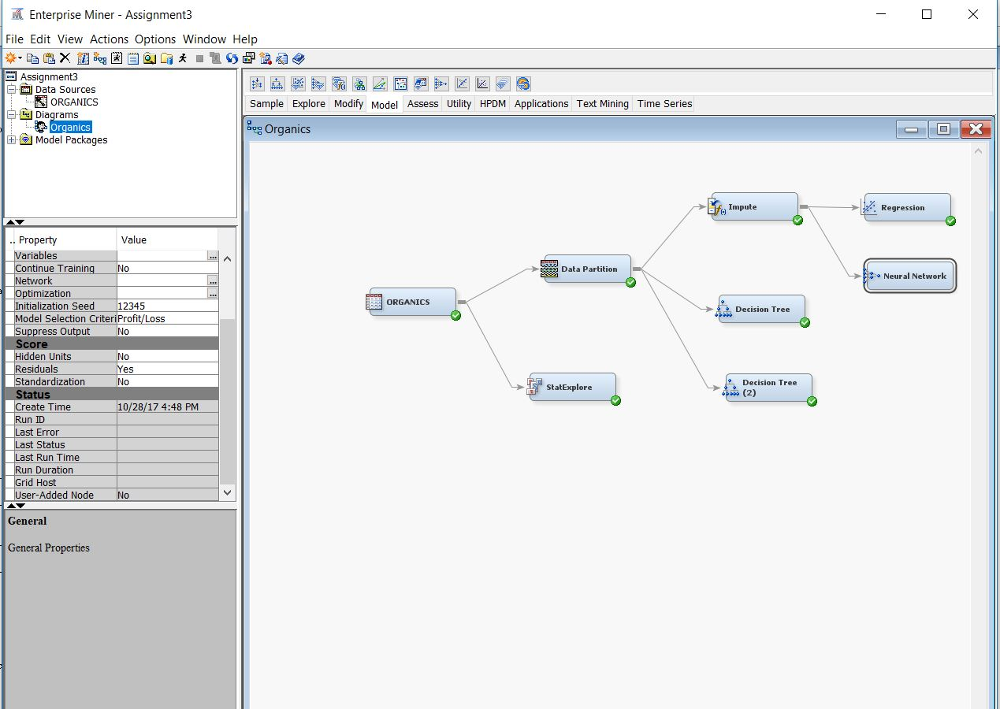 Enterprise Miner - Assignment3
File Edit View Actions Options Window Help
Assignment3
Data Sources
ORGANICS
Diagrams
Organics
Model Packages
.. Property Value
Variables ...
Continue Training No
Network ...
Optimization ...
Initialization Seed 12345
Model Selection Criteri Profit/Loss
Suppress Output No
Score
Hidden Units No
Residuals Yes
Standardization No
Status
Create Time 10/28/17 4:48 PM
Run ID
Last Error
Last Status
Last Run Time
Run Duration
Grid Host
User-Added Node No
General
General Properties
Sample Explore Modify Model Assess Utility HPDM Applications Text Mining Time Series
Organics
Impute
Regression
Data Partition
Neural Network
ORGANICS
Decision Tree
StatExplore
Decision Tree
(2)